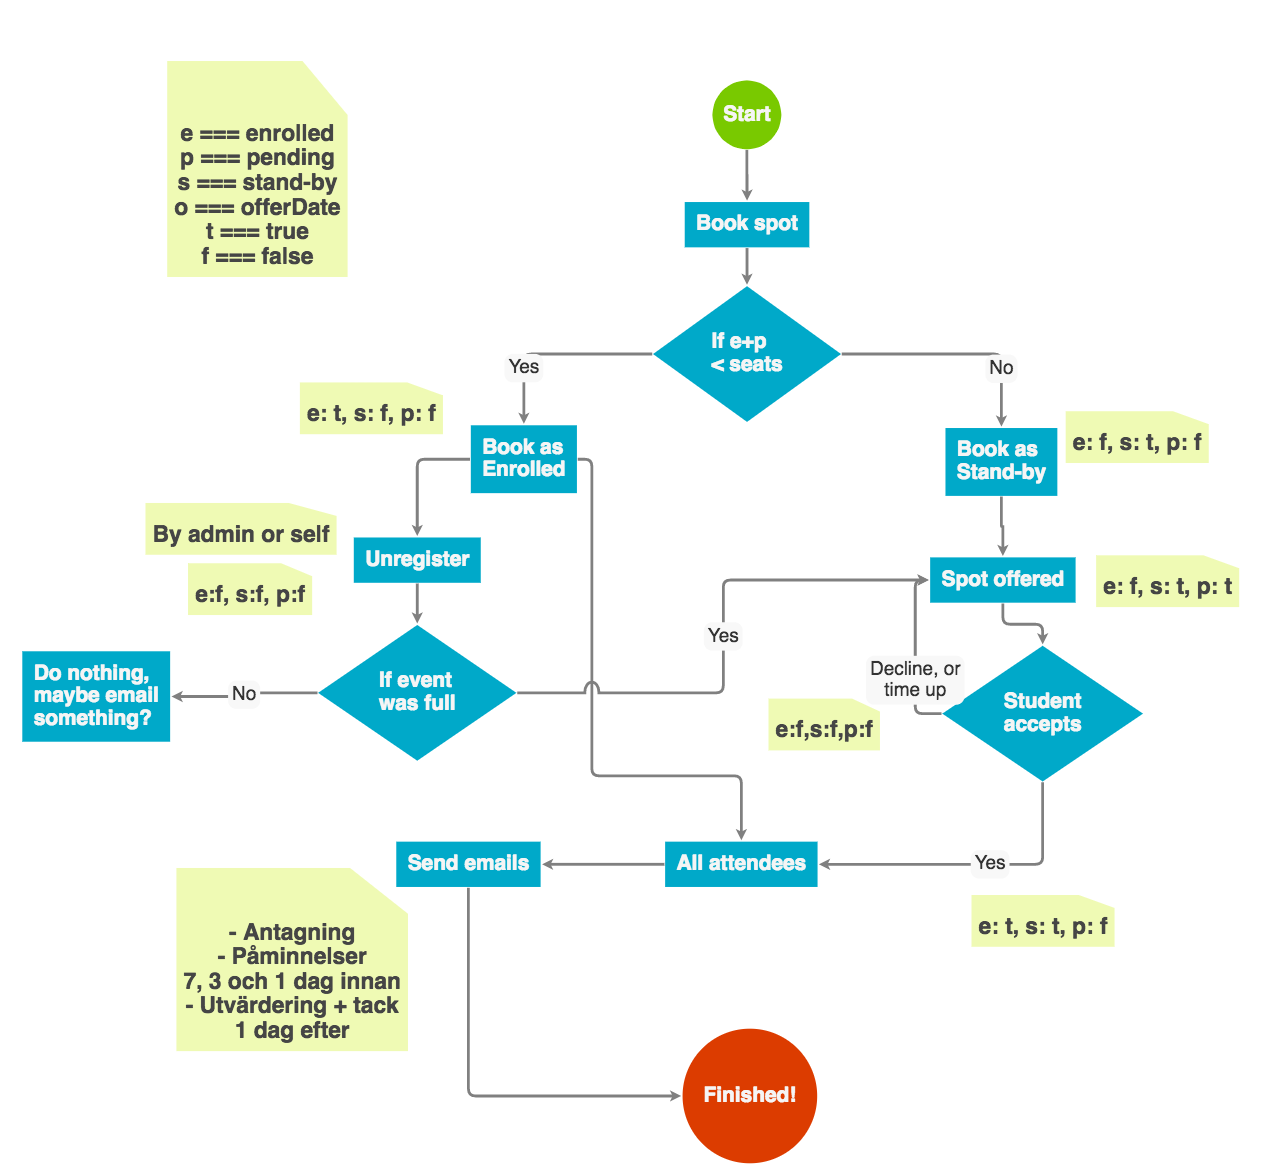 e === enrolled
p === pending
s === stand-by
o === offerDate
t === true
f === false
Start
Book spot
If e+p
< seats
Yes
No
e: t, s: f, p: f
Book as
Enrolled
Book as
Stand-by
e: f, s: t, p: f
By admin or self
Unregister
e:f, s:f, p:f
Spot offered
e: f, s: t, p: t
Yes
Do nothing,
maybe email
something?
No
If event
was full
Decline, or
time up
Student
accepts
e:f,s:f,p:f
Send emails
All attendees
Yes
e: t, s: t, p: f
- Antagning
- Påminnelser
7, 3 och 1 dag innan
- Utvärdering + tack
1 dag efter
Finished!